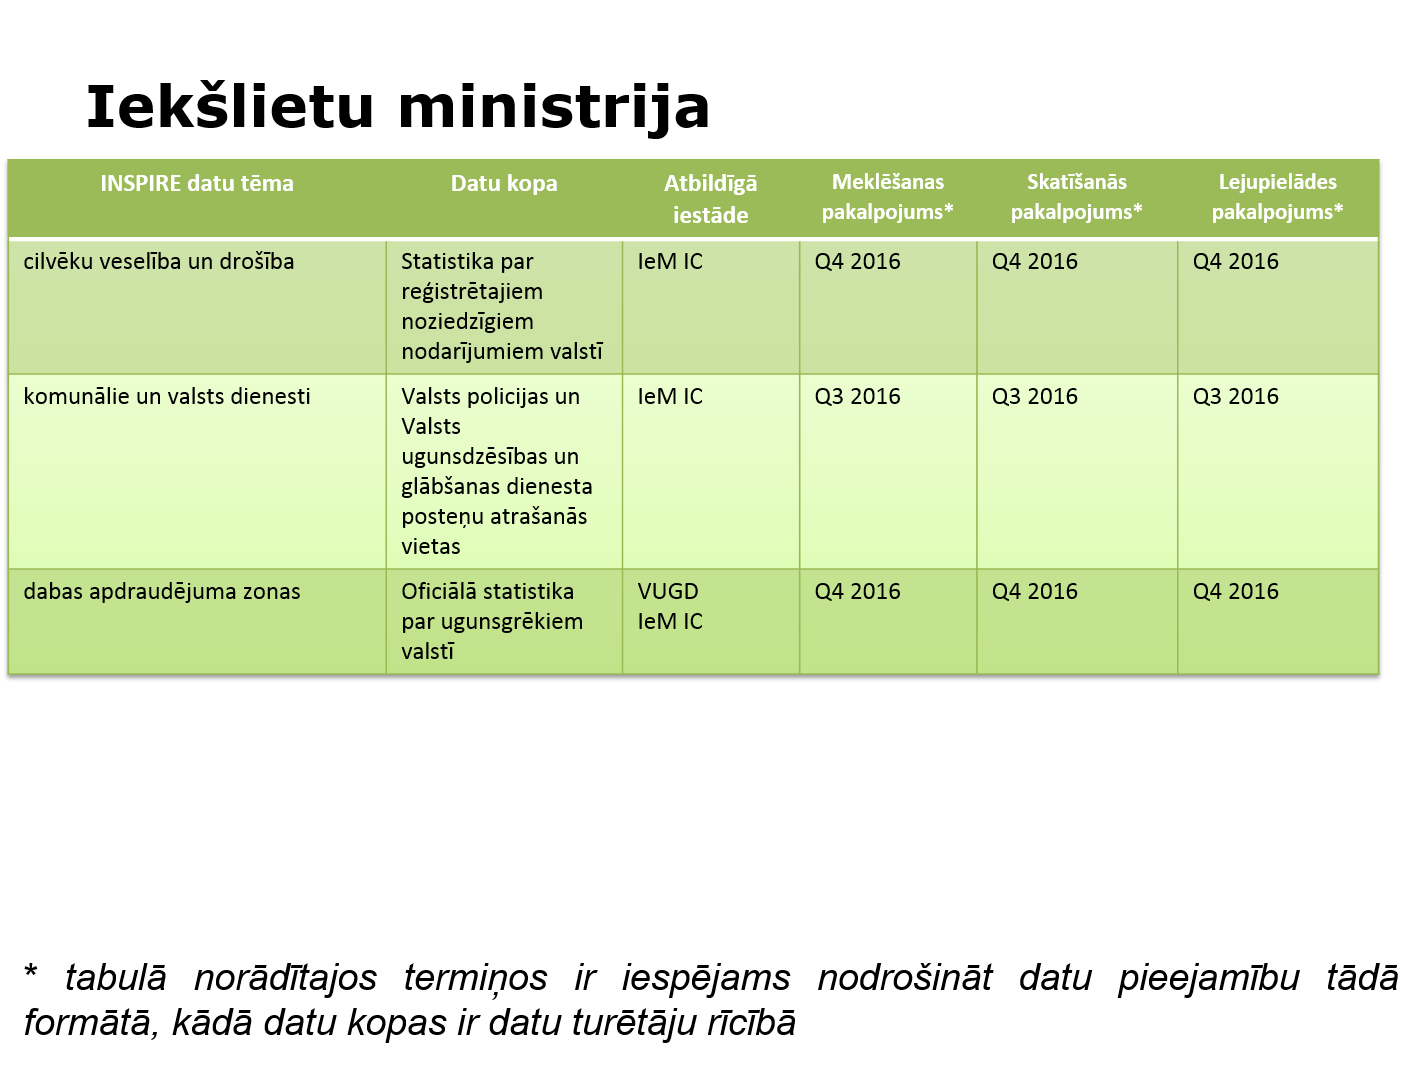 Iekšlietu ministrija
INSPIRE datu tēma
Datu kopa
Atbildīgā
iestāde
Meklēšanas
pakalpojums*
Skatīšanās
pakalpojums*
Lejupielādes
pakalpojums*
cilvēku veselība un drošība
Statistika par
reģistrētajiem
noziedzīgiem
nodarījumiem valstī
IeM IC
Q4 2016
Q4 2016
Q4 2016
komunālie un valsts dienesti
Valsts policijas un
Valsts
ugunsdzēsības un
glābšanas dienesta
posteņu atrašanās
vietas
IeM IC
Q3 2016
Q3 2016
Q3 2016
dabas apdraudējuma zonas
Oficiālā statistika
par ugunsgrēkiem
valstī
VUGD
IeM IC
Q4 2016
Q4 2016
Q4 2016
* tabulā norādītajos termiņos ir iespējams nodrošināt datu pieejamību tādā
formātā, kādā datu kopas ir datu turētāju rīcībā